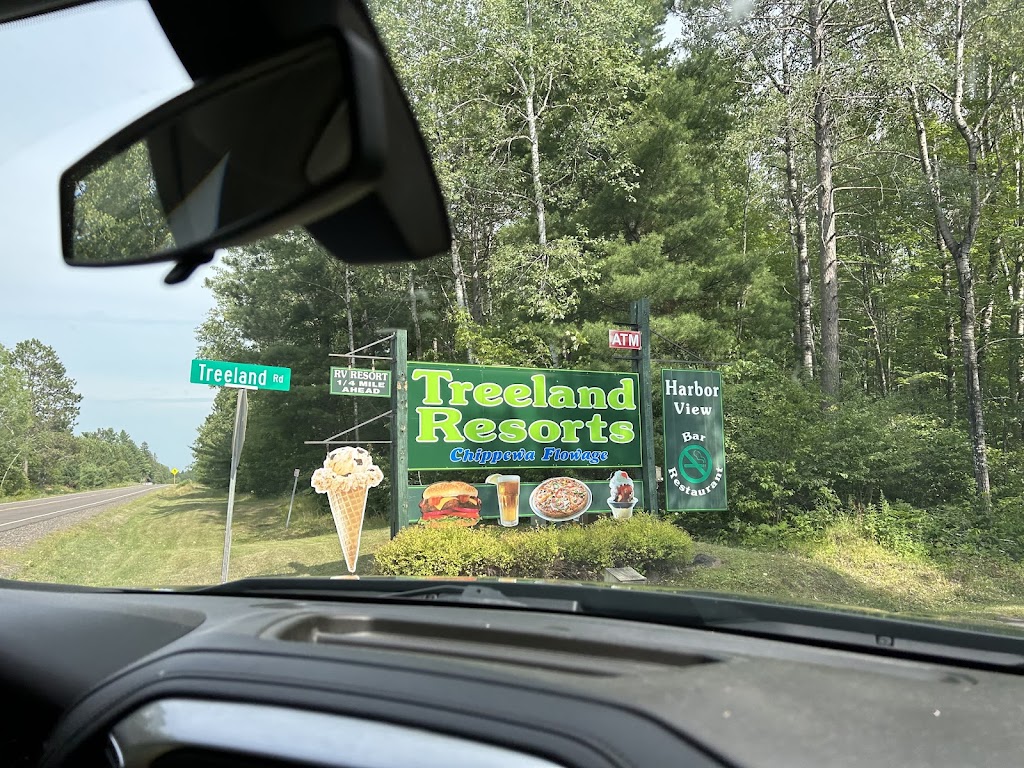 Treeland Rd
RV RESORT
1/4 MILE
AHEAD
ATM
Treeland
Resorts
Chippewa Flowage
Harbor
View
Bar
Restaurant